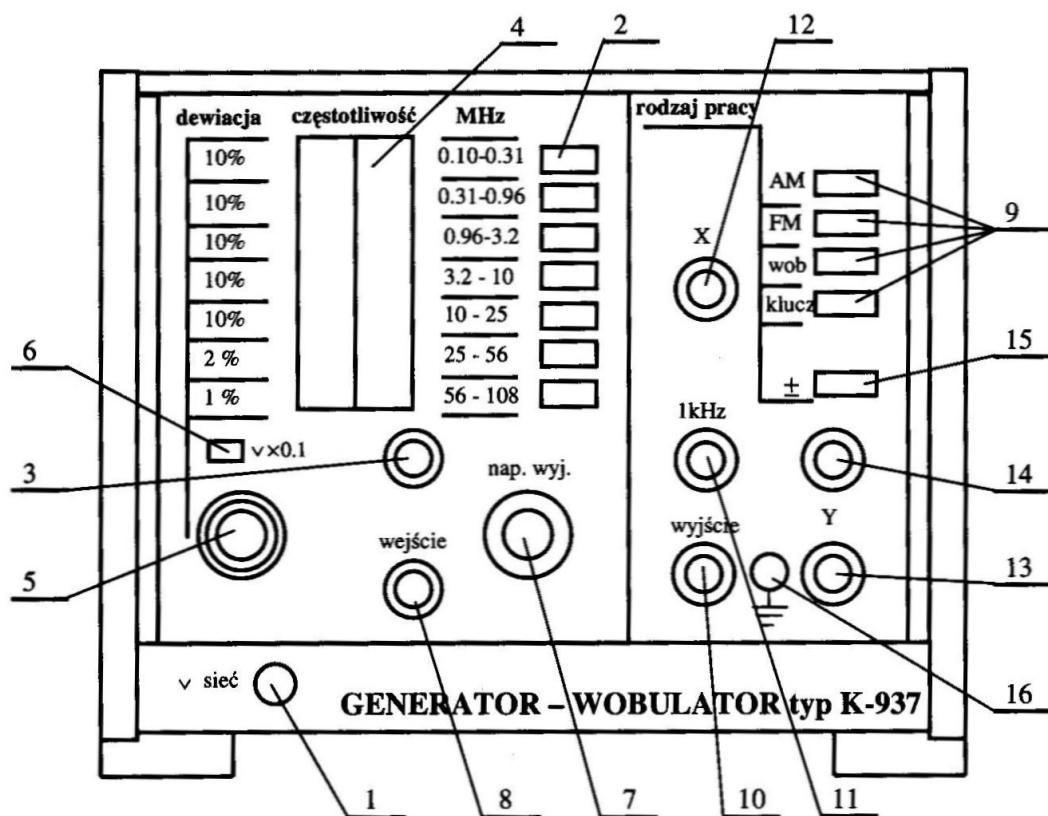 4 2 12
dewiacja częstotliwość MHz rodzaj pracy
10% 0.10-0.31
AM
10% 0.31-0.96
FM 9
10% 0.96-3.2
X
wob
10% 3.2 - 10
klucz
10% 10 - 25
6 2 % 25 - 56 15
1 % 56 - 108 ±
1kHz
v×0.1
3 nap. wyj. 14
wejście wyjście Y
5 13
v sieć
GENERATOR – WOBULATOR typ K-937 16
1 8 7 10 11